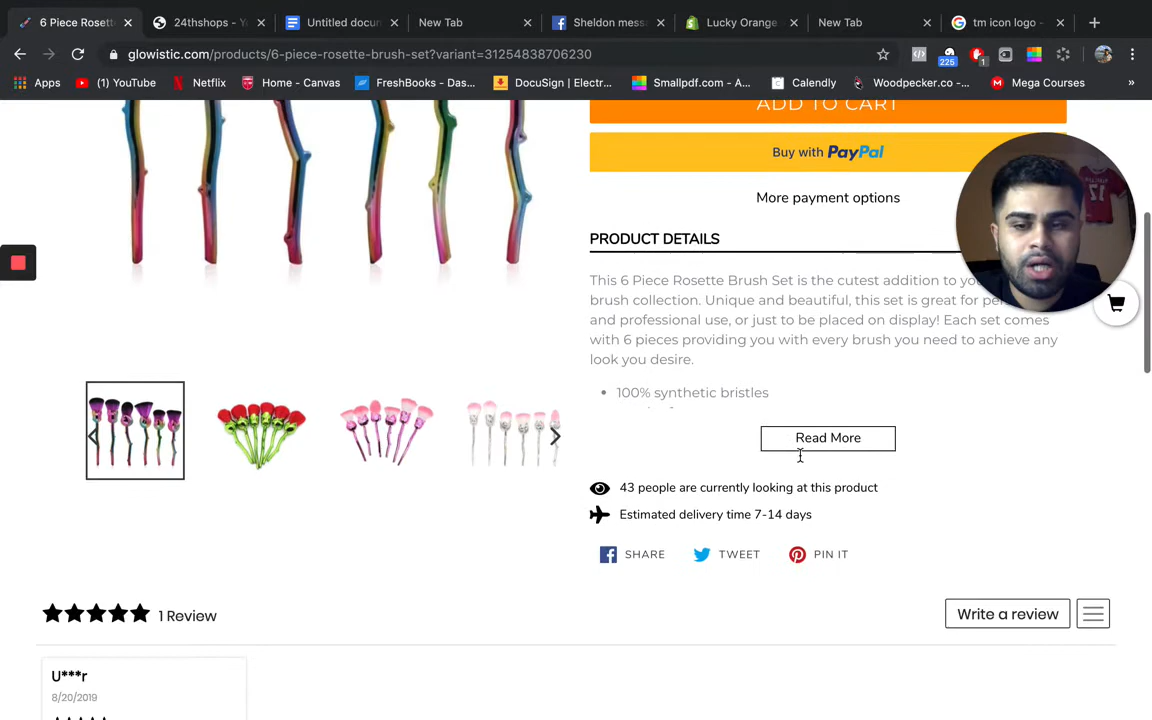 6 Piece Rosett
24thshops - Y
Untitled docur
New Tab
Sheldon mess
Lucky Orange
New Tab
tm icon logo -
glowistic.com/products/6-piece-rosette-brush-set?variant=31254838706230
225
1
Apps
(1) YouTube
Netflix
Home - Canvas
FreshBooks - Das...
DocuSign | Electr...
Smallpdf.com - A...
Calendly
Woodpecker.co -...
Mega Courses
»
ADD TO CART
Buy with PayPal
More payment options
17
PRODUCT DETAILS
This 6 Piece Rosette Brush Set is the cutest addition to yo
brush collection. Unique and beautiful, this set is great for per
and professional use, or just to be placed on display! Each set comes
with 6 pieces providing you with every brush you need to achieve any
look you desire.
• 100% synthetic bristles
Read More
43 people are currently looking at this product
Estimated delivery time 7-14 days
SHARE
TWEET
PIN IT
1 Review
Write a review
U***r
8/20/2019